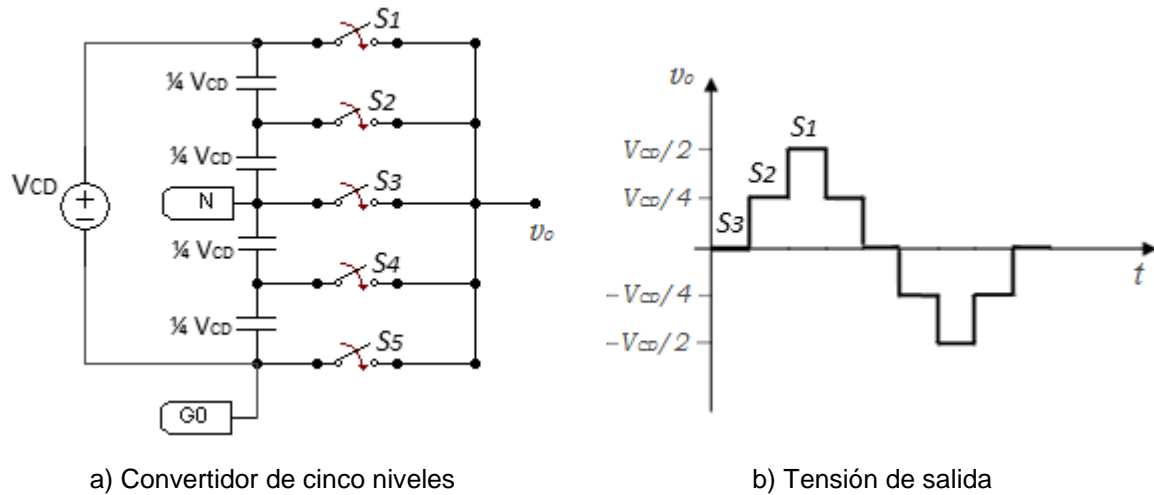 S1
¼ VCD
S2
¼ VCD
VCD
N
S3
vo
¼ VCD
S4
¼ VCD
S5
G0
a) Convertidor de cinco niveles
vo
S1
VCD/2
S2
VCD/4
S3
t
-VCD/4
-VCD/2
b) Tensión de salida